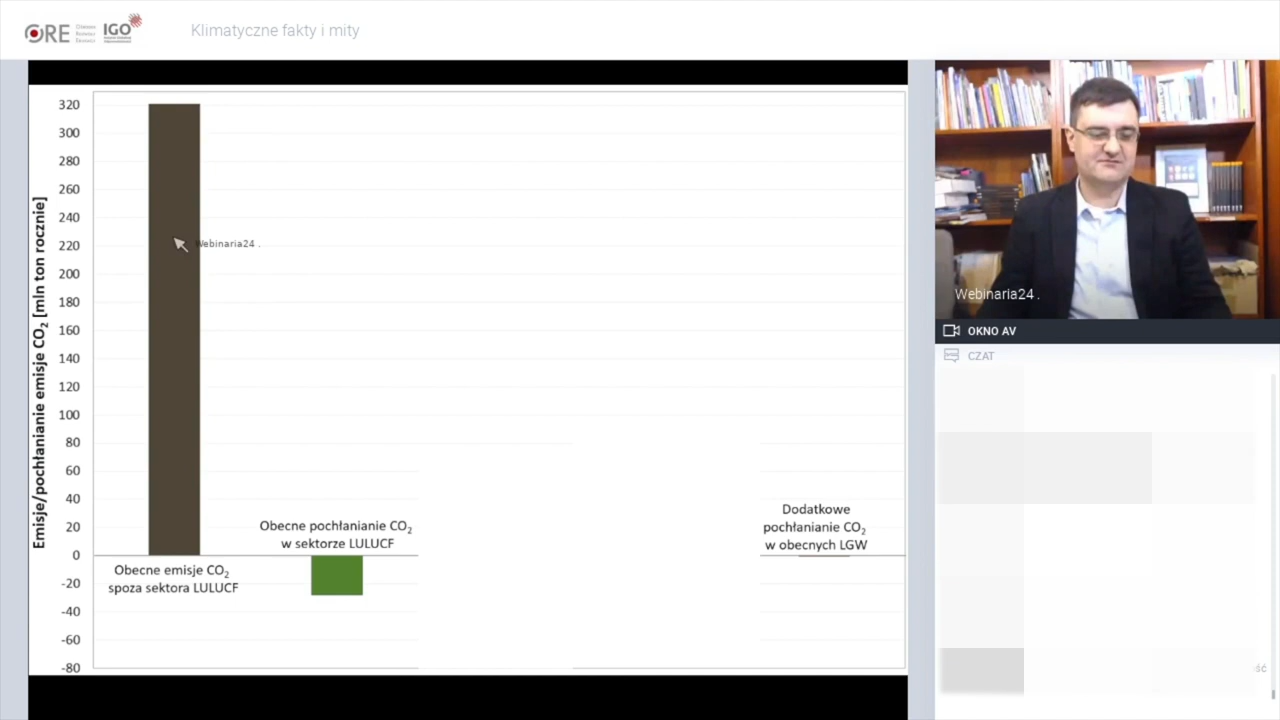 ORE
IGO
Klimatyczne fakty i mity
Emisje/pochłanianie emisje CO₂ [mln ton rocznie]
320
300
280
260
240
220
200
180
160
140
120
100
80
60
40
20
0
-20
-40
-60
-80
Webinaria24 .
Obecne emisje CO₂
spoza sektora LULUCF
Obecne pochłanianie CO₂
w sektorze LULUCF
Dodatkowe
pochłanianie CO₂
w obecnych LGW
Webinaria24 .
OKNO AV
CZAT